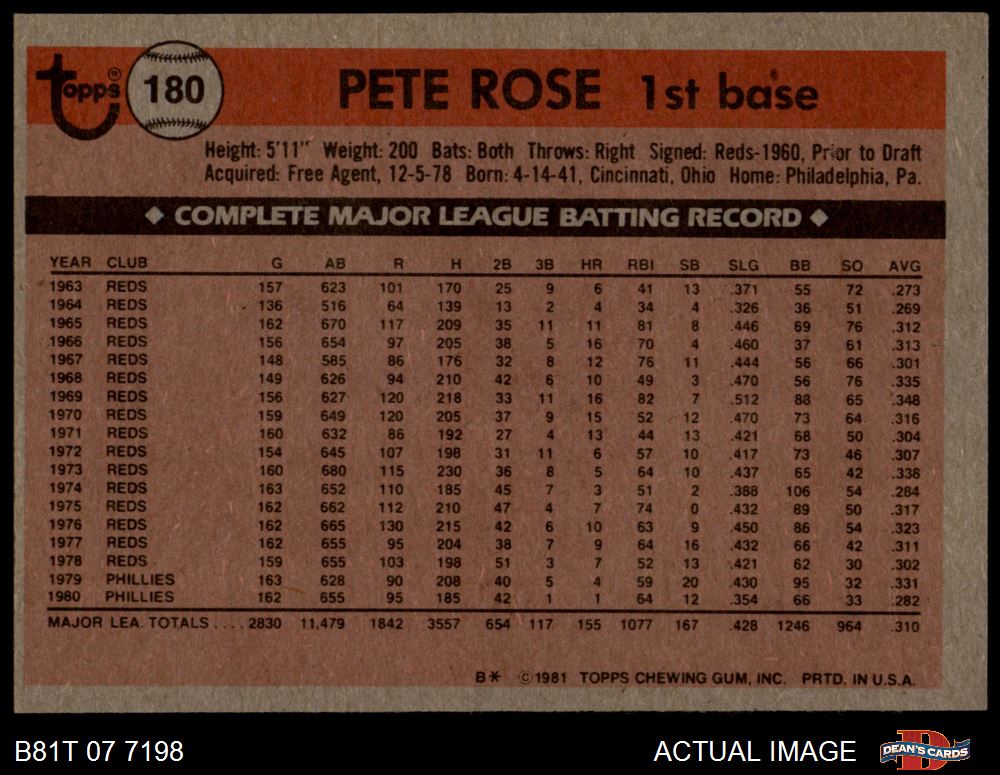 topps® 180 PETE ROSE 1st base
Height: 5'11" Weight: 200 Bats: Both Throws: Right Signed: Reds-1960, Prior to Draft
Acquired: Free Agent, 12-5-78 Born: 4-14-41, Cincinnati, Ohio Home: Philadelphia, Pa.
◆ COMPLETE MAJOR LEAGUE BATTING RECORD ◆
YEAR CLUB G AB R H 2B 3B HR RBI SB SLG BB SO AVG
1963 REDS 157 623 101 170 25 9 6 41 13 .371 55 72 .273
1964 REDS 136 516 64 139 13 2 4 34 4 .326 36 51 .269
1965 REDS 162 670 117 209 35 11 11 81 8 .446 69 76 .312
1966 REDS 156 654 97 205 38 5 16 70 4 .460 37 61 .313
1967 REDS 148 585 86 176 32 8 12 76 11 .444 56 66 .301
1968 REDS 149 626 94 210 42 6 10 49 3 .470 56 76 .335
1969 REDS 156 627 120 218 33 11 16 82 7 .512 88 65 .348
1970 REDS 159 649 120 205 37 9 15 52 12 .470 73 64 .316
1971 REDS 160 632 86 192 27 4 13 44 13 .421 68 50 .304
1972 REDS 154 645 107 198 31 11 6 57 10 .417 73 46 .307
1973 REDS 160 680 115 230 36 8 5 64 10 .437 65 42 .338
1974 REDS 163 652 110 185 45 7 3 51 2 .388 106 54 .284
1975 REDS 162 662 112 210 47 4 7 74 0 .432 89 50 .317
1976 REDS 162 665 130 215 42 6 10 63 9 .450 86 54 .323
1977 REDS 162 655 95 204 38 7 9 64 16 .432 66 42 .311
1978 REDS 159 655 103 198 51 3 7 52 13 .421 62 30 .302
1979 PHILLIES 163 628 90 208 40 5 4 59 20 .430 95 32 .331
1980 PHILLIES 162 655 95 185 42 1 1 64 12 .354 66 33 .282
MAJOR LEA. TOTALS .... 2830 11,479 1842 3557 654 117 155 1077 167 .428 1246 964 .310
B* ©1981 TOPPS CHEWING GUM, INC. PRTD. IN U.S.A.
B81T 07 7198 ACTUAL IMAGE DEAN'S CARDS